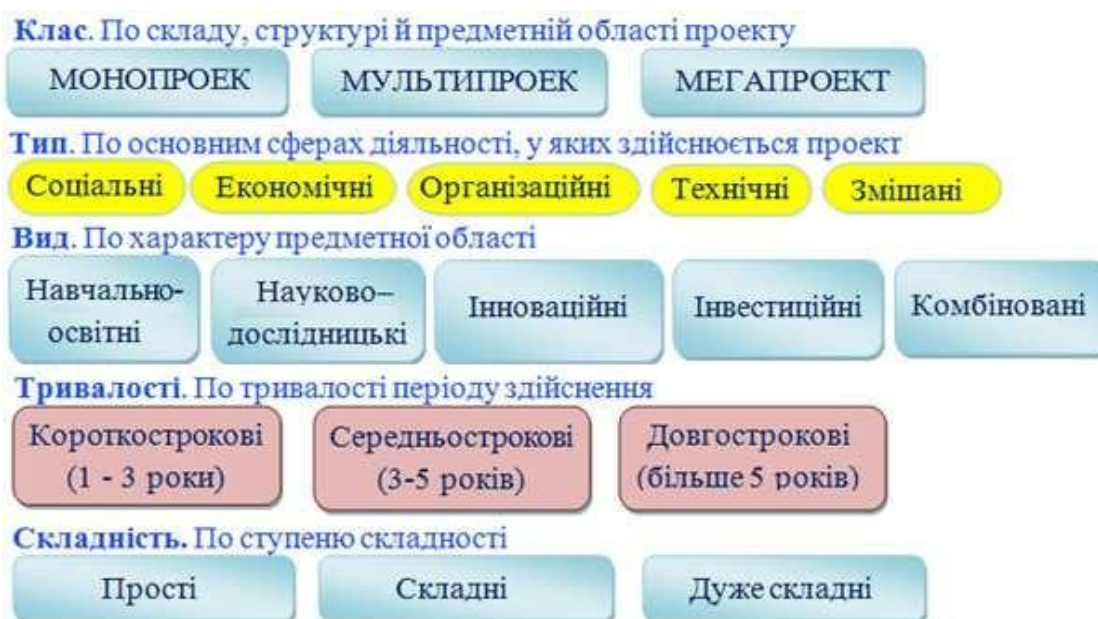 Клас. По складу, структурі й предметній області проекту
МОНОПРОЕК МУЛЬТИПРОЕК МЕГАПРОЕКТ
Тип. По основним сферах діяльності, у яких здійснюється проект
Соціальні Економічні Організаційні Технічні Змішані
Вид. По характеру предметної області
Навчально-
освітні
Науково–
дослідницькі
Інноваційні
Інвестиційні
Комбіновані
Тривалості. По тривалості періоду здійснення
Короткострокові
(1 - 3 роки)
Середньострокові
(3-5 років)
Довгострокові
(більше 5 років)
Складність. По ступеню складності
Прості Складні Дуже складні